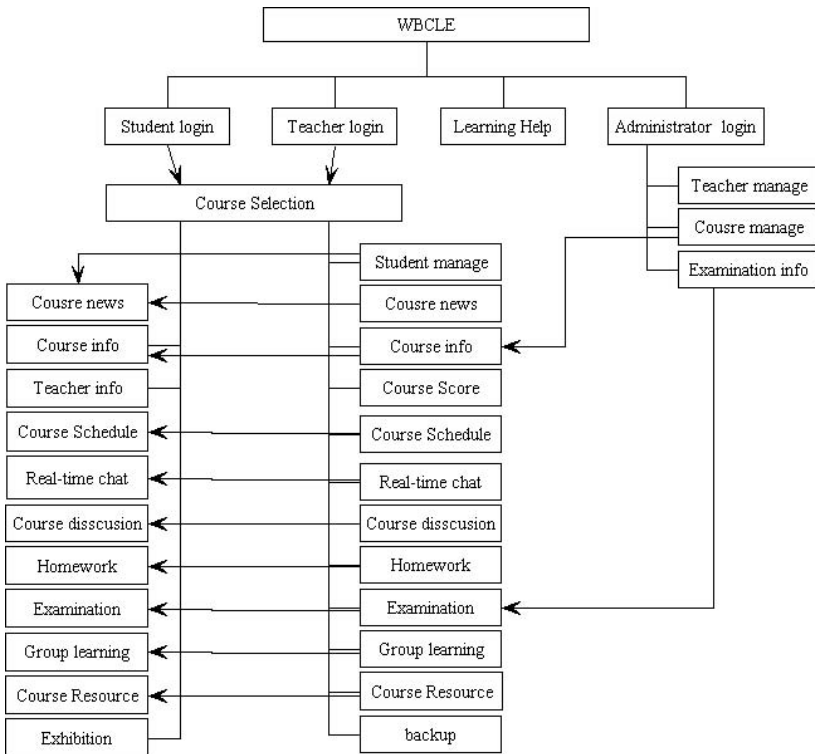 WBCLE
Student login
Teacher login
Learning Help
Administrator login
Teacher manage
Course Selection
Cousre manage
Student manage
Examination info
Cousre news
Cousre news
Course info
Course info
Teacher info
Course Score
Course Schedule
Course Schedule
Real-time chat
Real-time chat
Course disscusion
Course disscusion
Homework
Homework
Examination
Examination
Group learning
Group learning
Course Resource
Course Resource
Exhibition
backup